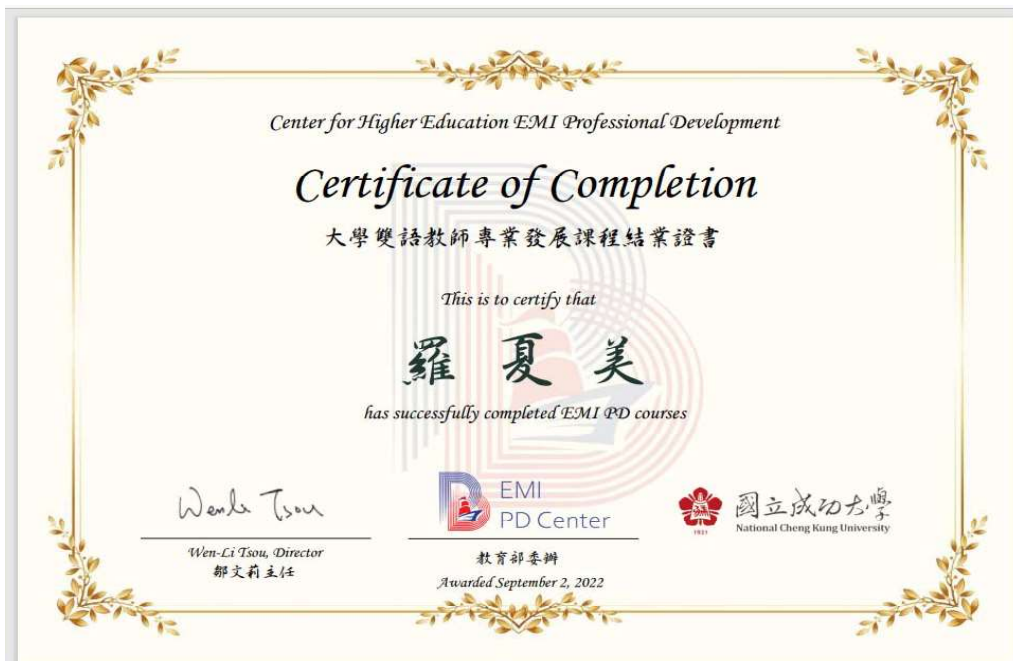 Center for Higher Education EMI Professional Development
Certificate of Completion
大學雙語教師專業發展課程結業證書
This is to certify that
羅夏美
has successfully completed EMI PD courses
Wenli Tsou
Wen-Li Tsou, Director
鄒文莉主任
EMI
PD Center
教育部委辦
Awarded September 2, 2022
1931
國立成功大學
National Cheng Kung University